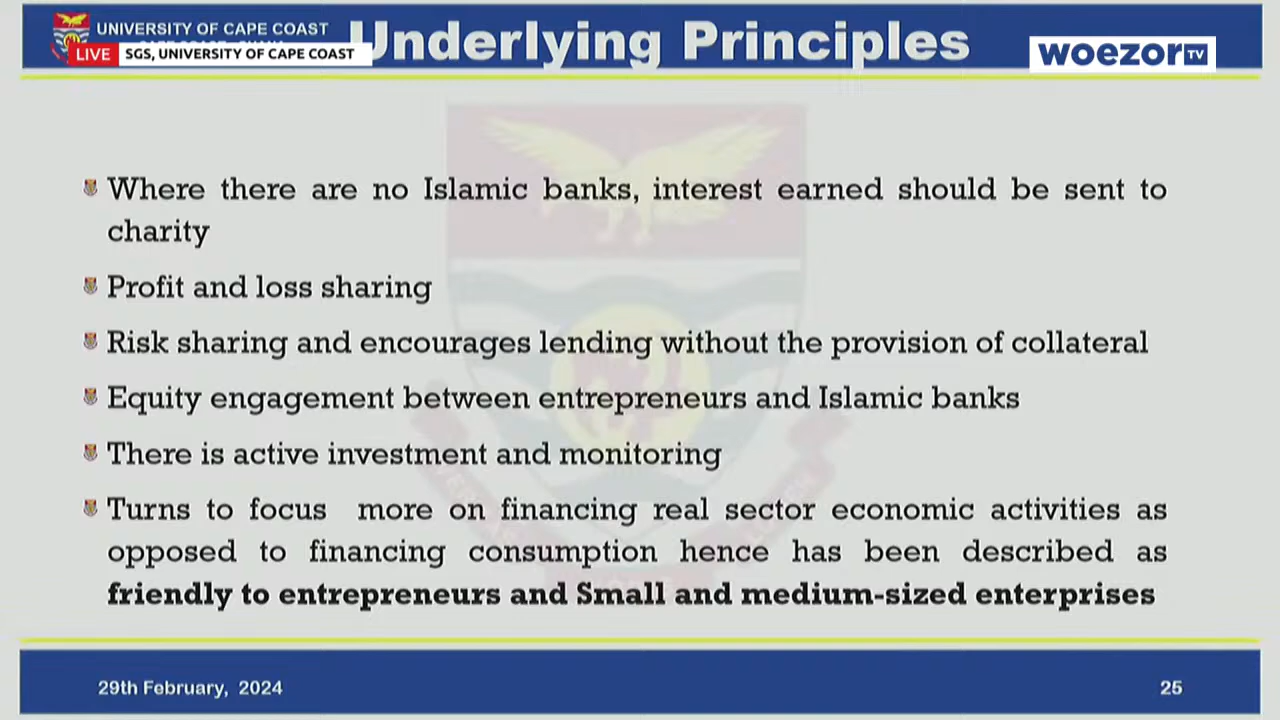 UNIVERSITY OF CAPE COAST
LIVE SGS, UNIVERSITY OF CAPE COAST
Underlying Principles
woezor TV
Where there are no Islamic banks, interest earned should be sent to
charity
Profit and loss sharing
Risk sharing and encourages lending without the provision of collateral
Equity engagement between entrepreneurs and Islamic banks
There is active investment and monitoring
Turns to focus more on financing real sector economic activities as
opposed to financing consumption hence has been described as
friendly to entrepreneurs and Small and medium-sized enterprises
29th February, 2024
25